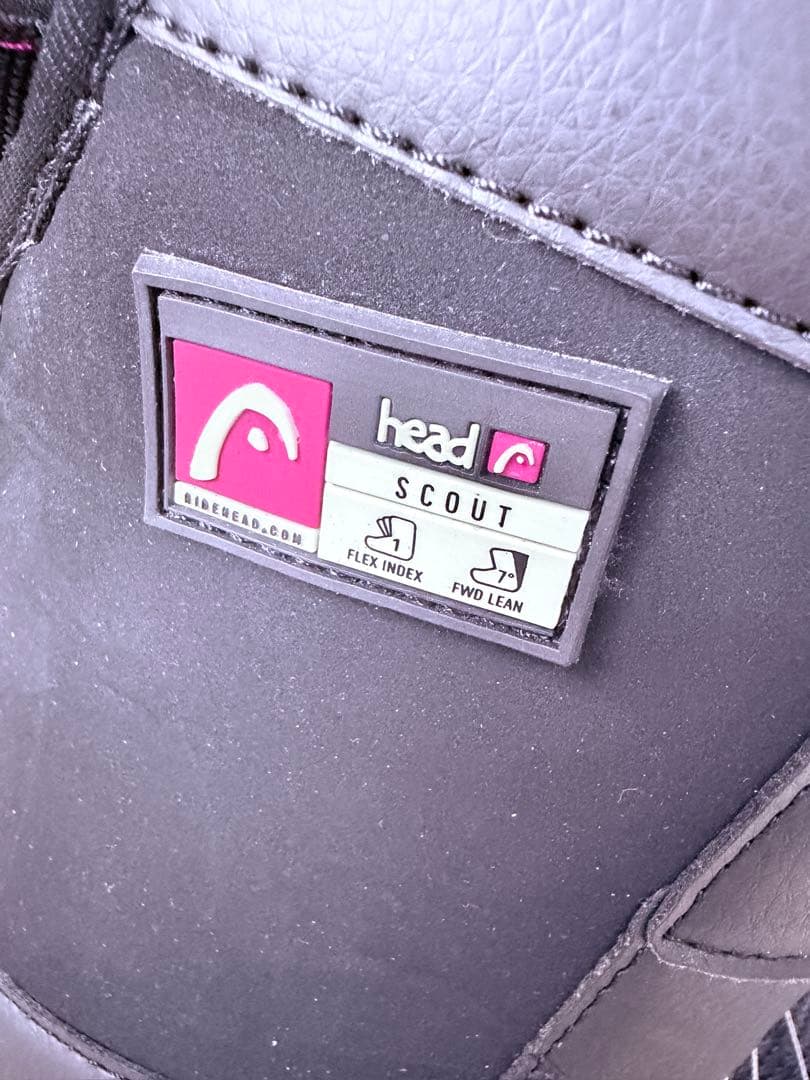 head
SCOUT
RIDEHEAD.COM
1
FLEX INDEX
7°
FWD LEAN